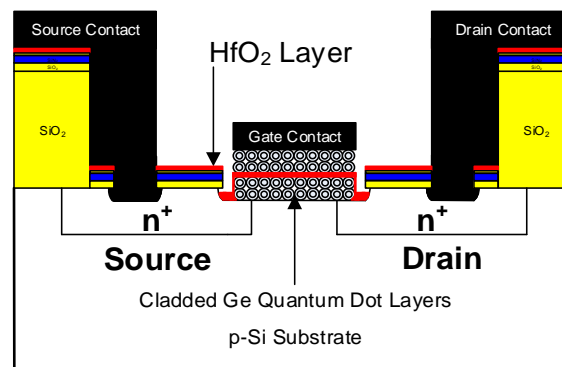 Source Contact
Drain Contact
HfO₂ Layer
SiO₂
SiO₂
Gate Contact
SiO₂
SiO₂
n⁺
n⁺
Source
Drain
Cladded Ge Quantum Dot Layers
p-Si Substrate